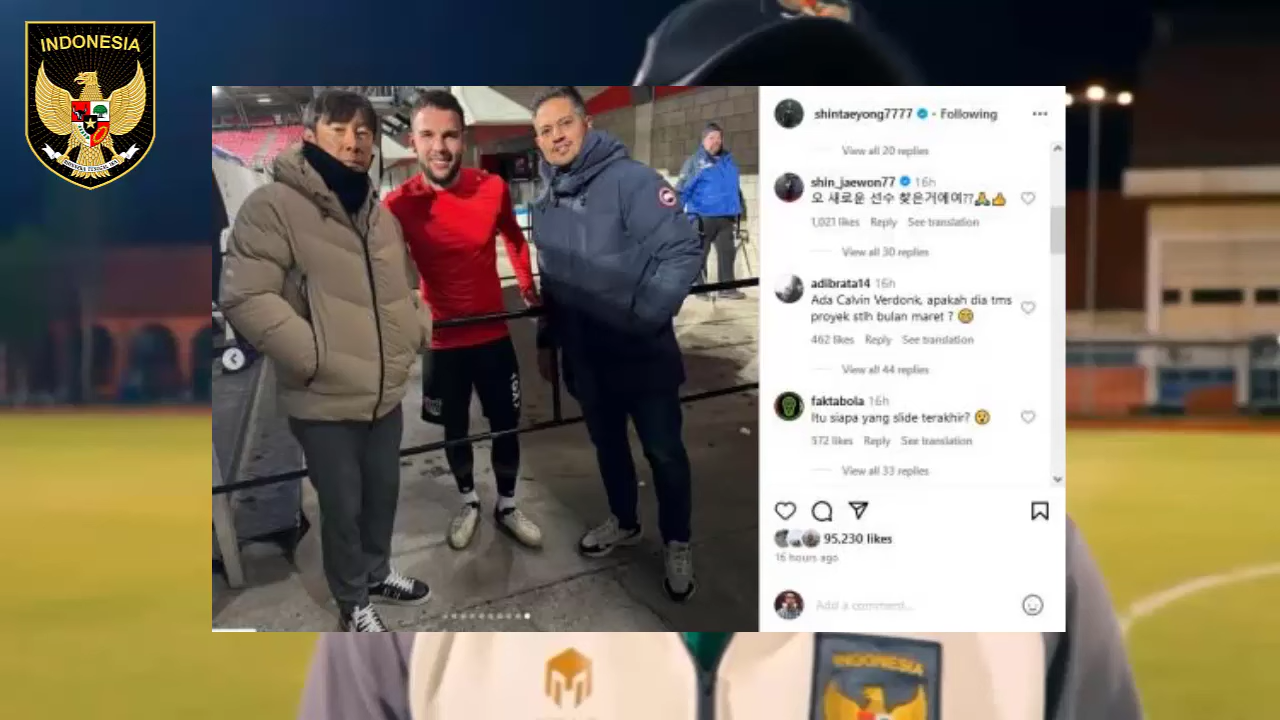 INDONESIA
shintaeyong7777 • Following
View all 20 replies
shin_jaewon77 16h
오 새로운 선수 찾은거에여??🙏👍
1,021 likes Reply See translation
View all 30 replies
adibrata14 16h
Ada Calvin Verdonk, apakah dia tms
proyek stlh bulan maret ? 😊
462 likes Reply See translation
View all 44 replies
faktabola 16h
Itu siapa yang slide terakhir? 😮
572 likes Reply See translation
View all 33 replies
95,230 likes
16 hours ago
Add a comment...
INDONESIA